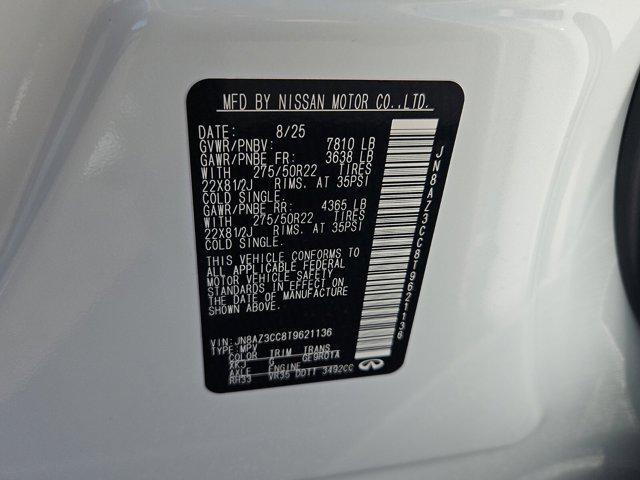 MFD BY NISSAN MOTOR CO.,LTD.
DATE: 8/25
GVWR/PNBV: 7810 LB
GAWR/PNBE FR: 3638 LB
WITH 275/50R22 TIRES
22X81/2J RIMS. AT 35PSI
COLD SINGLE.
GAWR/PNBE RR: 4365 LB
WITH 275/50R22 TIRES
22X81/2J RIMS. AT 35PSI
COLD SINGLE.
THIS VEHICLE CONFORMS TO
ALL APPLICABLE FEDERAL
MOTOR VEHICLE SAFETY
STANDARDS IN EFFECT ON
THE DATE OF MANUFACTURE
SHOWN ABOVE.
VIN: JN8AZ3CC8T9621136
TYPE: MPV
COLOR TRIM TRANS
XKJ G GE9R01A
AXLE ENGINE
RH33 VR35 DDTT 3492CC
JN8AZ3CC8T9621136